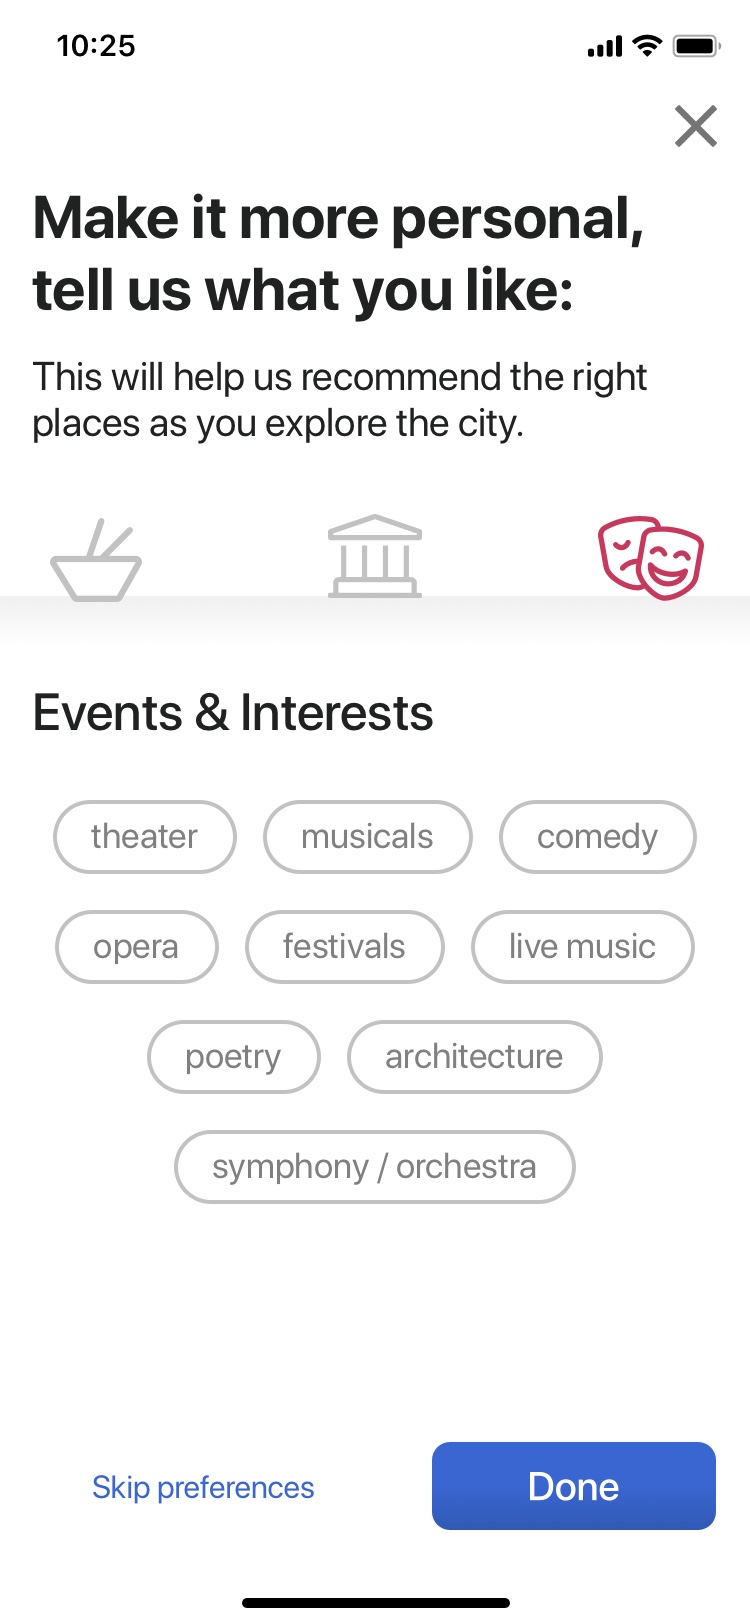 10:25
Make it more personal,
tell us what you like:
This will help us recommend the right
places as you explore the city.
Events & Interests
theater musicals comedy
opera festivals live music
poetry architecture
symphony / orchestra
Skip preferences Done